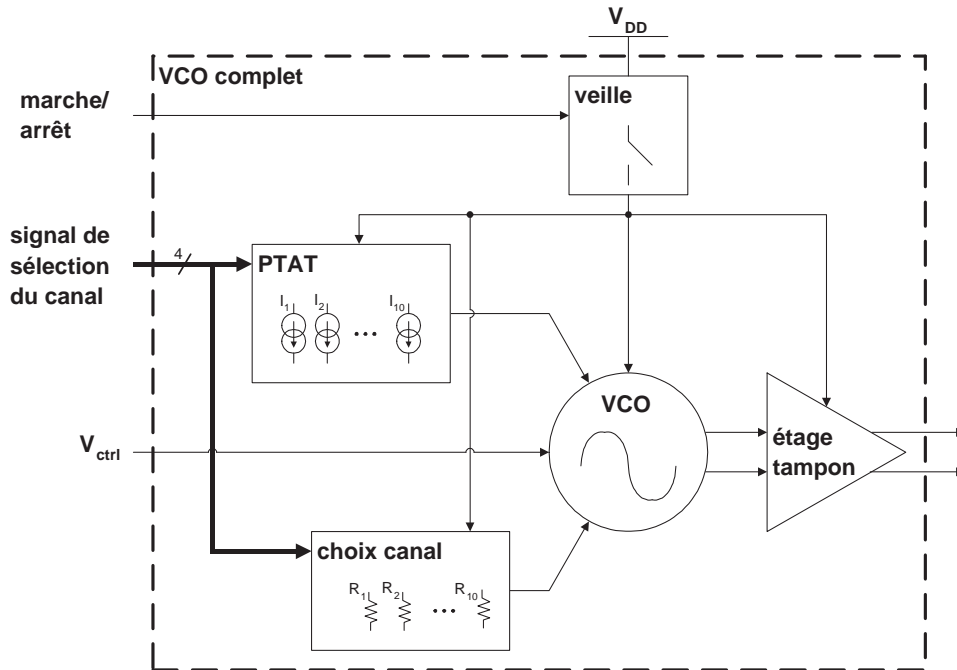 V_DD
VCO complet
veille
marche/
arrêt
signal de
sélection
du canal
4
PTAT
I_1 I_2 ... I_10
VCO
V_ctrl
étage
tampon
choix canal
R_1 R_2 ... R_10